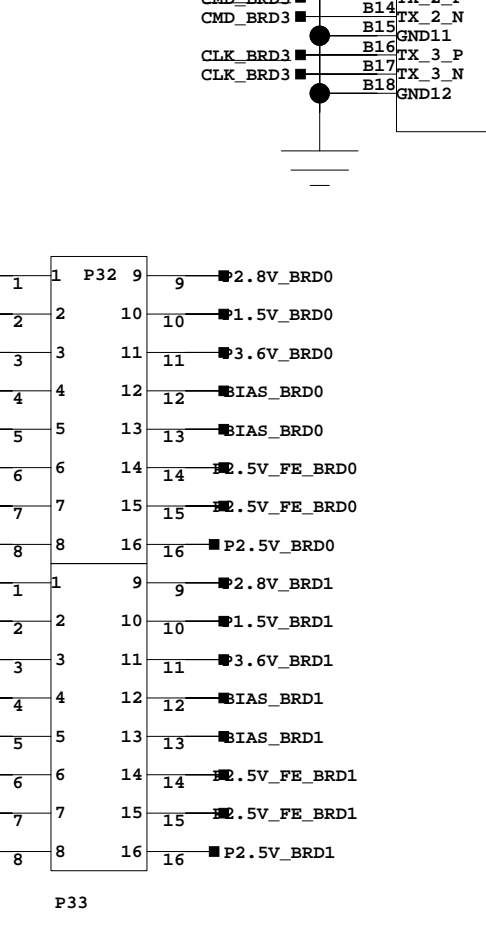 CMD_BRD3 B14 TX_2_N
B15 GND11
CLK_BRD3 B16 TX_3_P
CLK_BRD3 B17 TX_3_N
B18 GND12
1 1 P32 9 9 P2.8V_BRD0
2 2 10 10 P1.5V_BRD0
3 3 11 11 P3.6V_BRD0
4 4 12 12 BIAS_BRD0
5 5 13 13 BIAS_BRD0
6 6 14 14 P2.5V_FE_BRD0
7 7 15 15 P2.5V_FE_BRD0
8 8 16 16 P2.5V_BRD0
1 1 9 9 P2.8V_BRD1
2 2 10 10 P1.5V_BRD1
3 3 11 11 P3.6V_BRD1
4 4 12 12 BIAS_BRD1
5 5 13 13 BIAS_BRD1
6 6 14 14 P2.5V_FE_BRD1
7 7 15 15 P2.5V_FE_BRD1
8 8 16 16 P2.5V_BRD1
P33